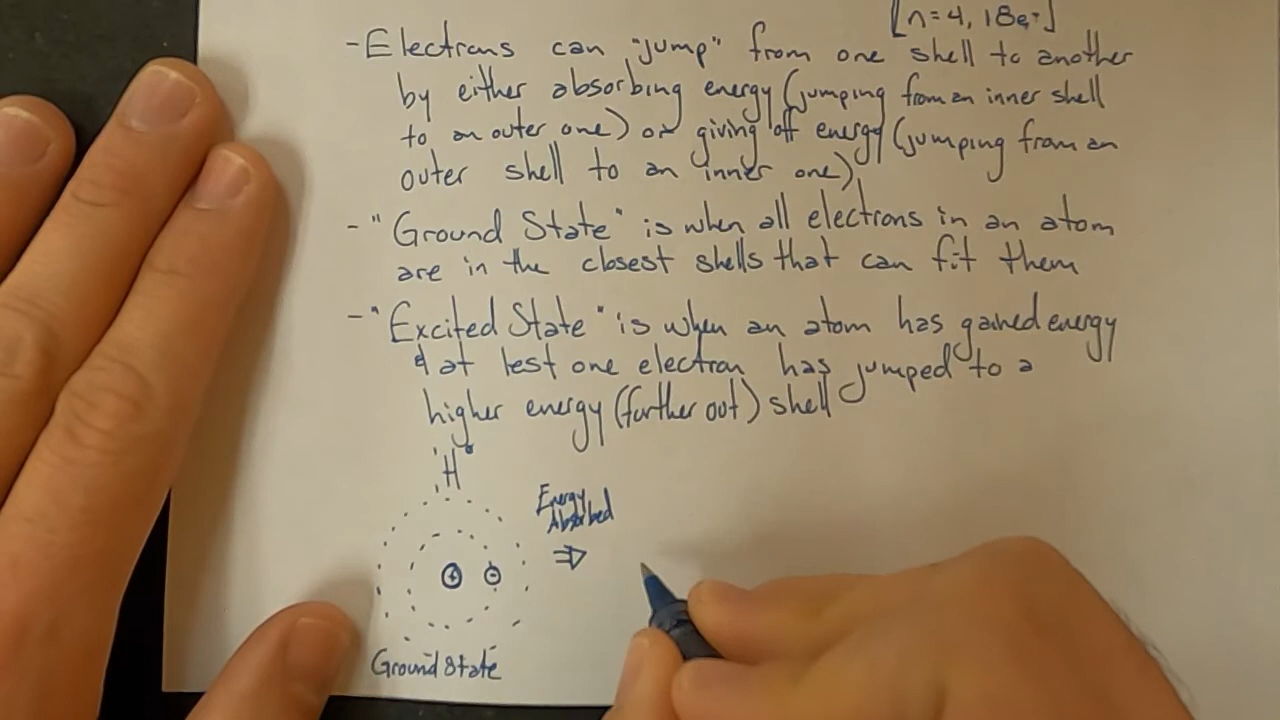 [n=4, 18e⁻]
-Electrons can "jump" from one shell to another
by either absorbing energy (jumping from an inner shell
to an outer one) or giving off energy (jumping from an
outer shell to an inner one)
-"Ground State" is when all electrons in an atom
are in the closest shells that can fit them
-"Excited State" is when an atom has gained energy
& at lest one electron has jumped to a
higher energy (further out) shell
H
Energy
Absorbed
⇒
+ -
Ground State